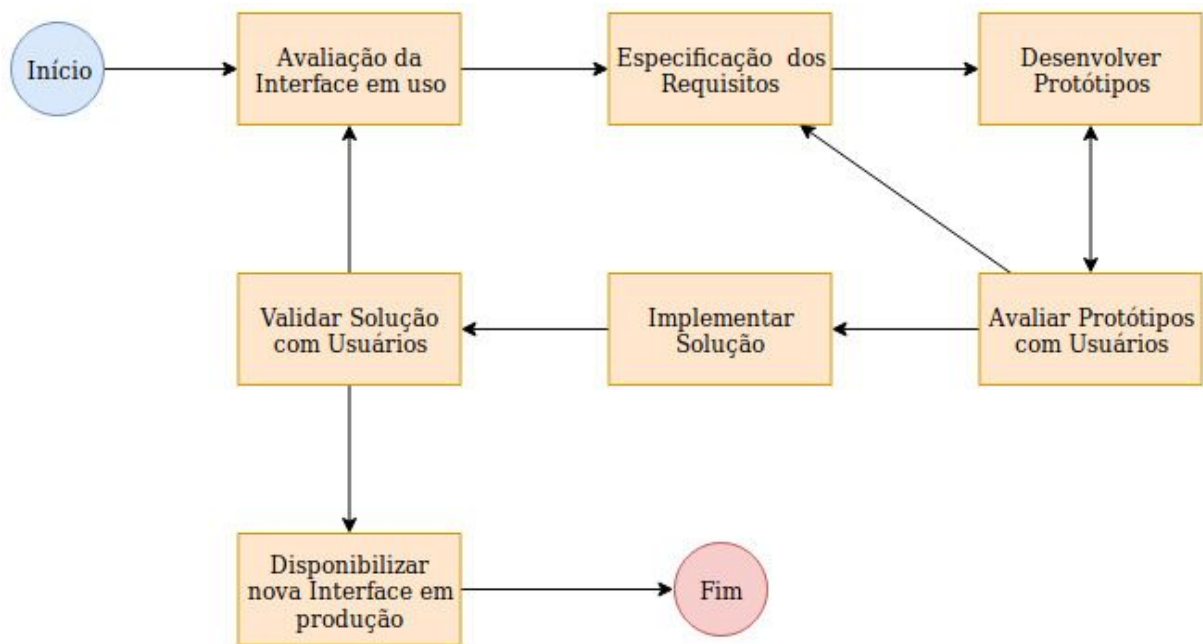 Início
Avaliação da
Interface em uso
Especificação dos
Requisitos
Desenvolver
Protótipos
Validar Solução
com Usuários
Implementar
Solução
Avaliar Protótipos
com Usuários
Disponibilizar
nova Interface em
produção
Fim